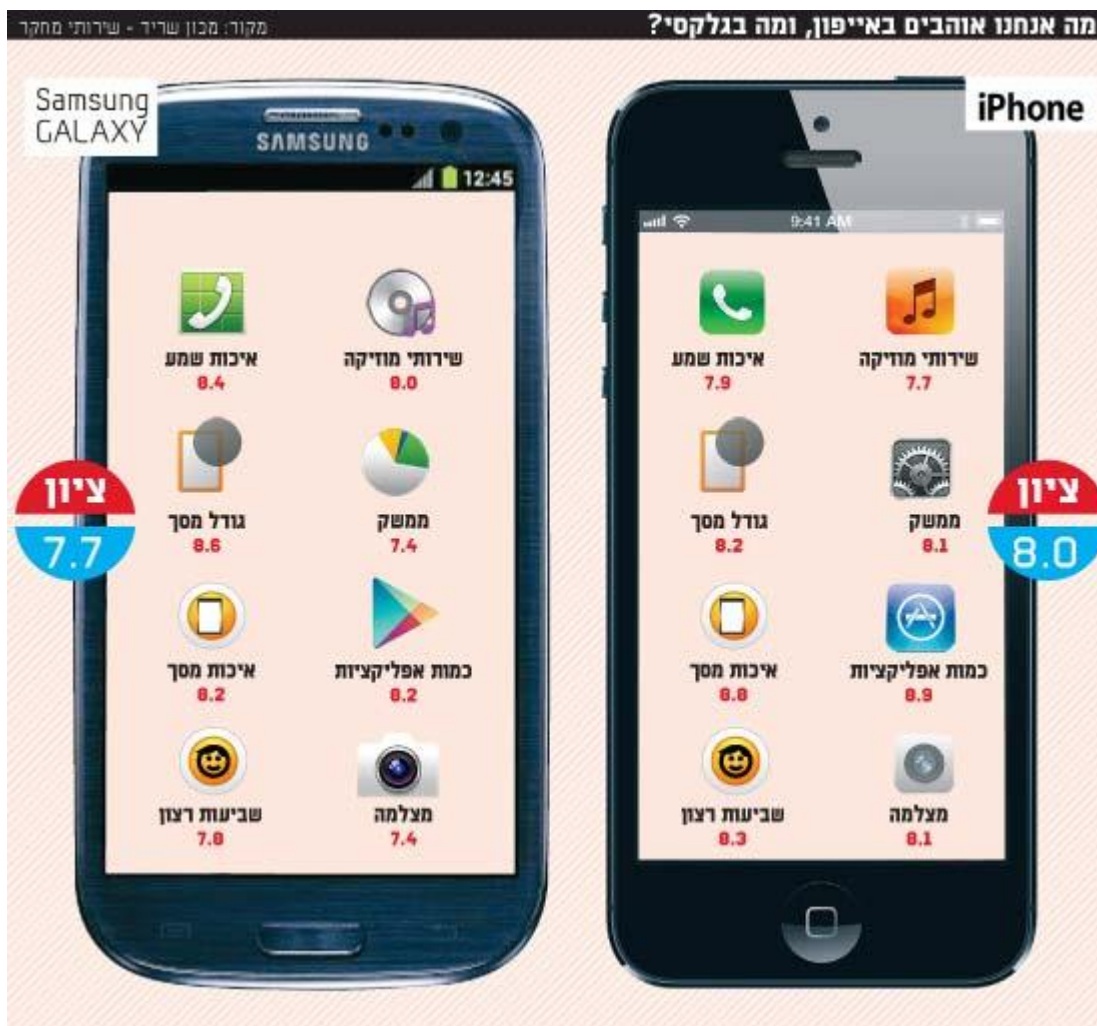 מה אנחנו אוהבים באייפון, ומה בגלקסי?
מקור: מכון שריד - שירותי מחקר
iPhone
9:41 AM
שירותי מוזיקה
7.7
איכות שמע
7.9
ממשק
8.1
גודל מסך
8.2
כמות אפליקציות
8.9
איכות מסך
8.8
מצלמה
8.1
שביעות רצון
8.3
ציון
8.0
Samsung
GALAXY
SAMSUNG
12:45
שירותי מוזיקה
8.0
איכות שמע
8.4
ממשק
7.4
גודל מסך
8.6
כמות אפליקציות
8.2
איכות מסך
8.2
מצלמה
7.4
שביעות רצון
7.8
ציון
7.7